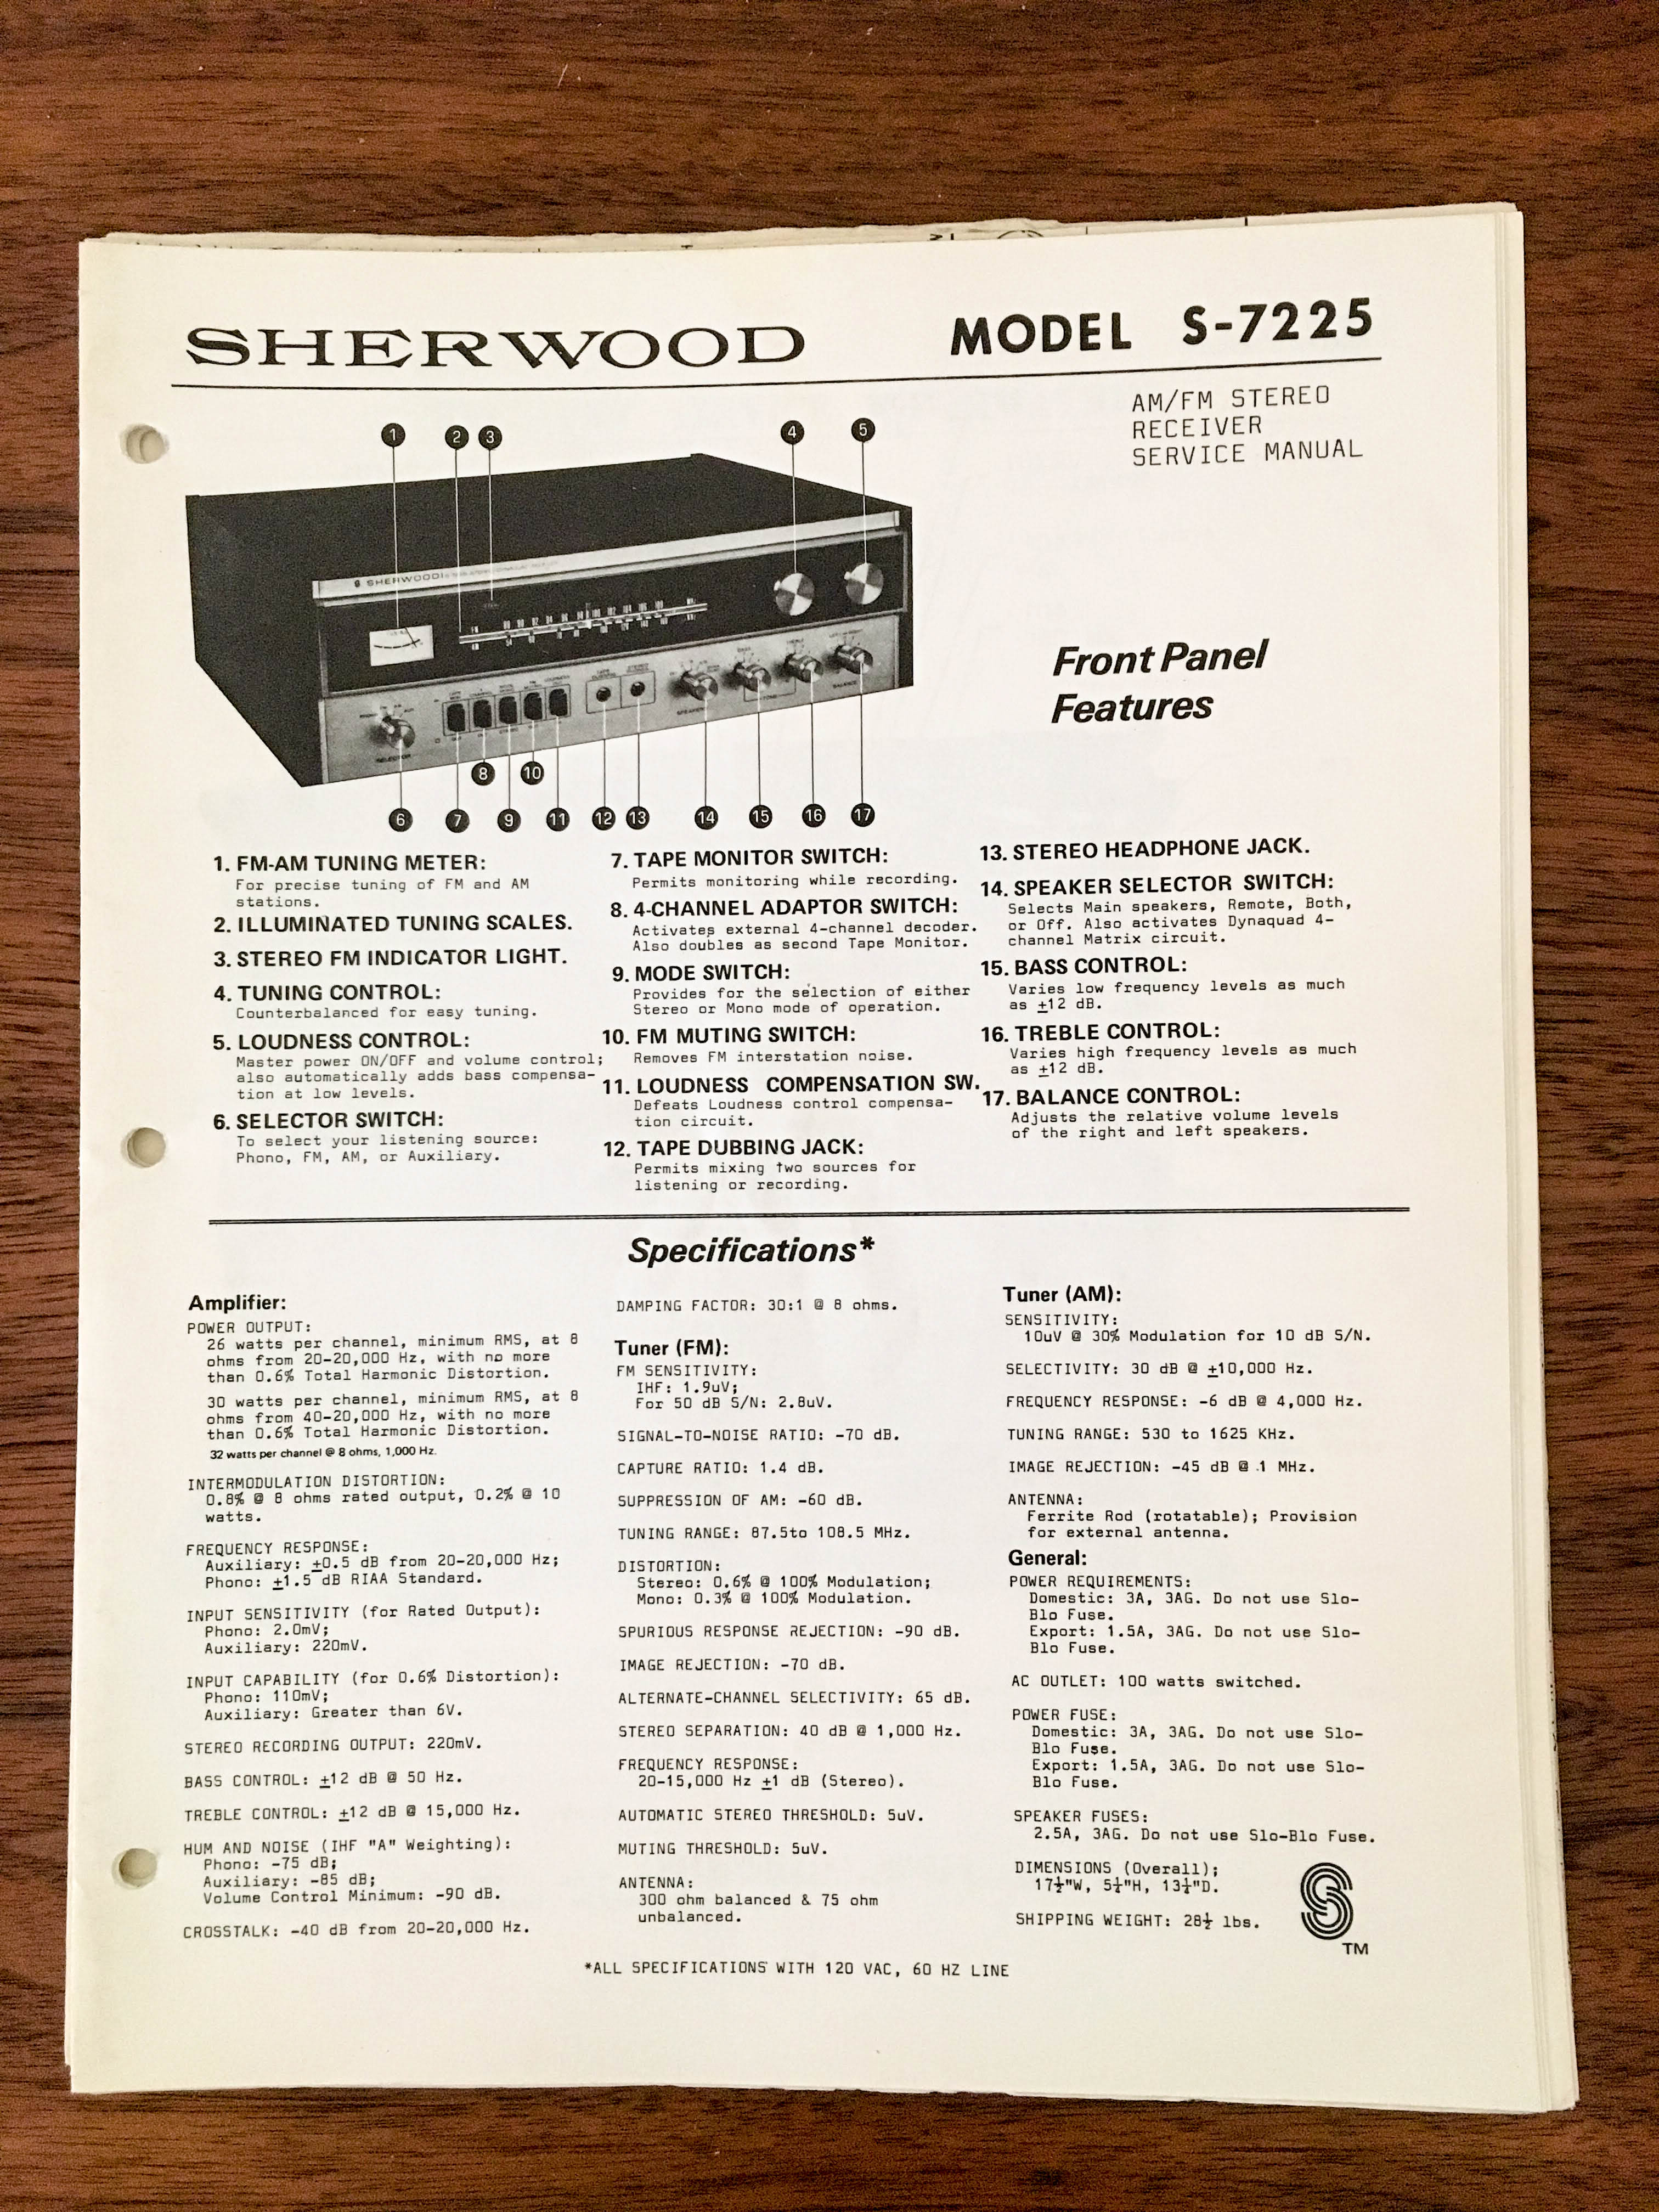 SHERWOOD
MODEL S-7225
AM/FM STEREO
RECEIVER
SERVICE MANUAL
1
2
3
4
5
SHERWOOD
Front Panel
Features
SELECTOR
BALANCE
8
10
6
7
9
11
12
13
14
15
16
17
1. FM-AM TUNING METER:
For precise tuning of FM and AM
stations.
2. ILLUMINATED TUNING SCALES.
3. STEREO FM INDICATOR LIGHT.
4. TUNING CONTROL:
Counterbalanced for easy tuning.
5. LOUDNESS CONTROL:
Master power ON/OFF and volume control;
also automatically adds bass compensa-
tion at low levels.
6. SELECTOR SWITCH:
To select your listening source:
Phono, FM, AM, or Auxiliary.
7. TAPE MONITOR SWITCH:
Permits monitoring while recording.
8. 4-CHANNEL ADAPTOR SWITCH:
Activates external 4-channel decoder.
Also doubles as second Tape Monitor.
9. MODE SWITCH:
Provides for the selection of either
Stereo or Mono mode of operation.
10. FM MUTING SWITCH:
Removes FM interstation noise.
11. LOUDNESS COMPENSATION SW.
Defeats Loudness control compensa-
tion circuit.
12. TAPE DUBBING JACK:
Permits mixing two sources for
listening or recording.
13. STEREO HEADPHONE JACK.
14. SPEAKER SELECTOR SWITCH:
Selects Main speakers, Remote, Both,
or Off. Also activates Dynaquad 4-
channel Matrix circuit.
15. BASS CONTROL:
Varies low frequency levels as much
as ±12 dB.
16. TREBLE CONTROL:
Varies high frequency levels as much
as ±12 dB.
17. BALANCE CONTROL:
Adjusts the relative volume levels
of the right and left speakers.
Specifications*
Amplifier:
POWER OUTPUT:
26 watts per channel, minimum RMS, at 8
ohms from 20-20,000 Hz, with no more
than 0.6% Total Harmonic Distortion.
30 watts per channel, minimum RMS, at 8
ohms from 40-20,000 Hz, with no more
than 0.6% Total Harmonic Distortion.
32 watts per channel @ 8 ohms, 1,000 Hz.
INTERMODULATION DISTORTION:
0.8% @ 8 ohms rated output, 0.2% @ 10
watts.
FREQUENCY RESPONSE:
Auxiliary: ±0.5 dB from 20-20,000 Hz;
Phono: ±1.5 dB RIAA Standard.
INPUT SENSITIVITY (for Rated Output):
Phono: 2.0mV;
Auxiliary: 220mV.
INPUT CAPABILITY (for 0.6% Distortion):
Phono: 110mV;
Auxiliary: Greater than 6V.
STEREO RECORDING OUTPUT: 220mV.
BASS CONTROL: ±12 dB @ 50 Hz.
TREBLE CONTROL: ±12 dB @ 15,000 Hz.
HUM AND NOISE (IHF "A" Weighting):
Phono: -75 dB;
Auxiliary: -85 dB;
Volume Control Minimum: -90 dB.
CROSSTALK: -40 dB from 20-20,000 Hz.
DAMPING FACTOR: 30:1 @ 8 ohms.
Tuner (FM):
FM SENSITIVITY:
IHF: 1.9uV;
For 50 dB S/N: 2.8uV.
SIGNAL-TO-NOISE RATIO: -70 dB.
CAPTURE RATIO: 1.4 dB.
SUPPRESSION OF AM: -60 dB.
TUNING RANGE: 87.5to 108.5 MHz.
DISTORTION:
Stereo: 0.6% @ 100% Modulation;
Mono: 0.3% @ 100% Modulation.
SPURIOUS RESPONSE REJECTION: -90 dB.
IMAGE REJECTION: -70 dB.
ALTERNATE-CHANNEL SELECTIVITY: 65 dB.
STEREO SEPARATION: 40 dB @ 1,000 Hz.
FREQUENCY RESPONSE:
20-15,000 Hz ±1 dB (Stereo).
AUTOMATIC STEREO THRESHOLD: 5uV.
MUTING THRESHOLD: 5uV.
ANTENNA:
300 ohm balanced & 75 ohm
unbalanced.
Tuner (AM):
SENSITIVITY:
10uV @ 30% Modulation for 10 dB S/N.
SELECTIVITY: 30 dB @ ±10,000 Hz.
FREQUENCY RESPONSE: -6 dB @ 4,000 Hz.
TUNING RANGE: 530 to 1625 KHz.
IMAGE REJECTION: -45 dB @ 1 MHz.
ANTENNA:
Ferrite Rod (rotatable); Provision
for external antenna.
General:
POWER REQUIREMENTS:
Domestic: 3A, 3AG. Do not use Slo-
Blo Fuse.
Export: 1.5A, 3AG. Do not use Slo-
Blo Fuse.
AC OUTLET: 100 watts switched.
POWER FUSE:
Domestic: 3A, 3AG. Do not use Slo-
Blo Fuse.
Export: 1.5A, 3AG. Do not use Slo-
Blo Fuse.
SPEAKER FUSES:
2.5A, 3AG. Do not use Slo-Blo Fuse.
DIMENSIONS (Overall);
17½"W, 5¼"H, 13¼"D.
SHIPPING WEIGHT: 28½ lbs.
TM
*ALL SPECIFICATIONS WITH 120 VAC, 60 HZ LINE